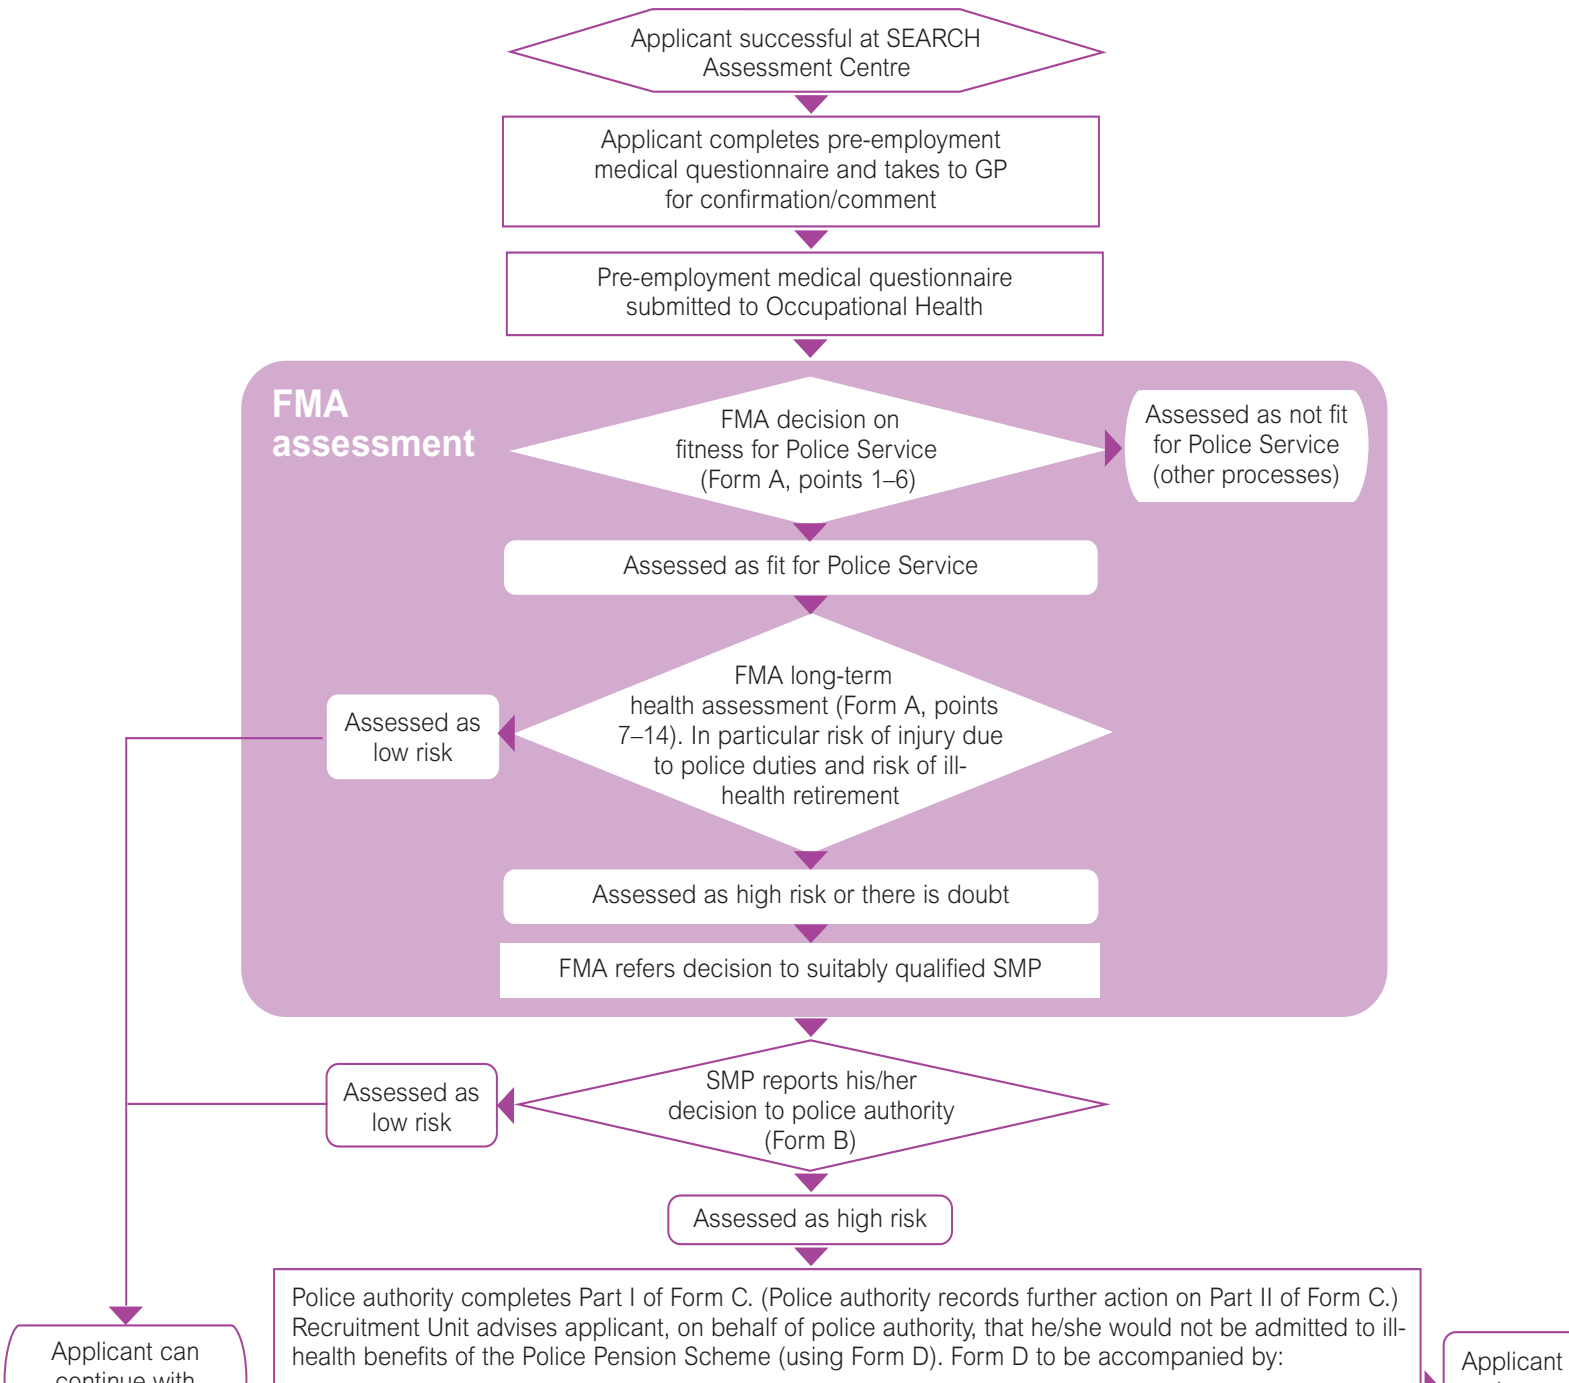 Applicant successful at SEARCH
Assessment Centre
Applicant completes pre-employment
medical questionnaire and takes to GP
for confirmation/comment
Pre-employment medical questionnaire
submitted to Occupational Health
FMA
assessment
FMA decision on
fitness for Police Service
(Form A, points 1–6)
Assessed as not fit
for Police Service
(other processes)
Assessed as fit for Police Service
FMA long-term
health assessment (Form A, points
7–14). In particular risk of injury due
to police duties and risk of ill-
health retirement
Assessed as
low risk
Assessed as high risk or there is doubt
FMA refers decision to suitably qualified SMP
SMP reports his/her
decision to police authority
(Form B)
Assessed as
low risk
Assessed as high risk
Police authority completes Part I of Form C. (Police authority records further action on Part II of Form C.)
Recruitment Unit advises applicant, on behalf of police authority, that he/she would not be admitted to ill-
health benefits of the Police Pension Scheme (using Form D). Form D to be accompanied by:
Applicant can
continue with
Applicant